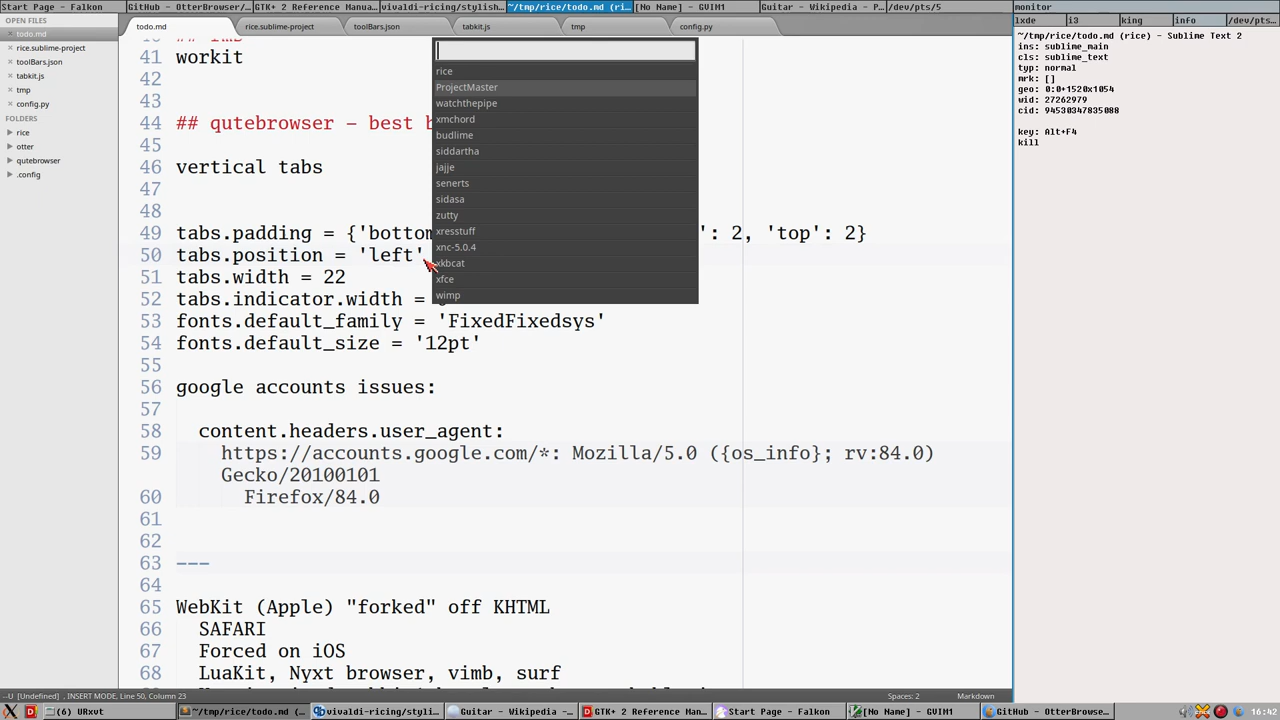 Start Page - Falkon
GitHub - OtterBrowser/...
GTK+ 2 Reference Manua...
vivaldi-ricing/stylish...
~/tmp/rice/todo.md (ri...
[No Name] - GVIM1
Guitar - Wikipedia - P...
monitor
OPEN FILES
todo.md
rice.sublime-project
toolBars.json
tabkit.js
tmp
config.py
FOLDERS
rice
otter
qutebrowser
.config
todo.md
rice.sublime-project
toolBars.json
tabkit.js
tmp
config.py
41 workit
42
43
44 ## qutebrowser - best b
45
46 vertical tabs
47
48
49 tabs.padding = {'bottom ': 2, 'top': 2}
50 tabs.position = 'left'
51 tabs.width = 22
52 tabs.indicator.width =
53 fonts.default_family = 'FixedFixedsys'
54 fonts.default_size = '12pt'
55
56 google accounts issues:
57
58 content.headers.user_agent:
59 https://accounts.google.com/*: Mozilla/5.0 ({os_info}; rv:84.0)
Gecko/20100101
60 Firefox/84.0
61
62
63 ---
64
65 WebKit (Apple) "forked" off KHTML
66 SAFARI
67 Forced on iOS
68 LuaKit, Nyxt browser, vimb, surf
rice
ProjectMaster
watchthepipe
xmchord
budlime
siddartha
jajje
senerts
sidasa
zutty
xresstuff
xnc-5.0.4
xkbcat
xfce
wimp
lxde
i3
king
info
/dev/pts...
~/tmp/rice/todo.md (rice) - Sublime Text 2
ins: sublime_main
cls: sublime_text
typ: normal
mrk: []
geo: 0:0+1520x1054
wid: 27262979
cid: 94530347835088
key: Alt+F4
kill
--U [Undefined] , INSERT MODE, Line 50, Column 23
Spaces: 2
Markdown
(6) URxvt
~/tmp/rice/todo.md (...
vivaldi-ricing/styli...
Guitar - Wikipedia -...
GTK+ 2 Reference Man...
Start Page - Falkon
[No Name] - GVIM1
GitHub - OtterBrowse...
16:42